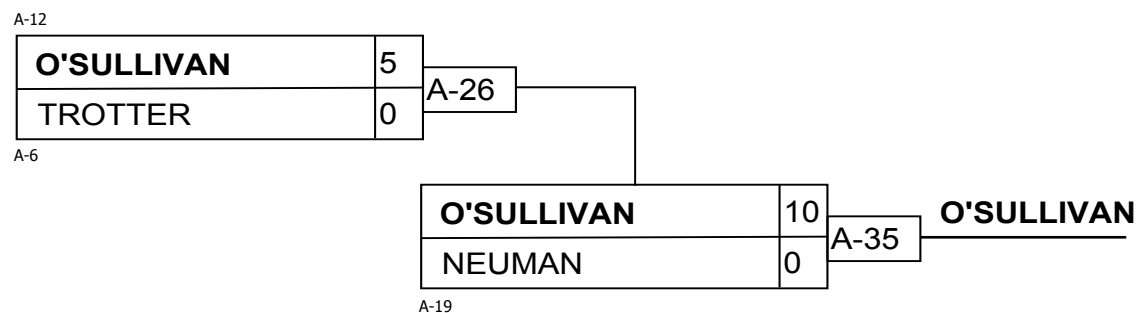 A-12
O'SULLIVAN 5
A-26
TROTTER 0
A-6
O'SULLIVAN 10 O'SULLIVAN
A-35
NEUMAN 0
A-19